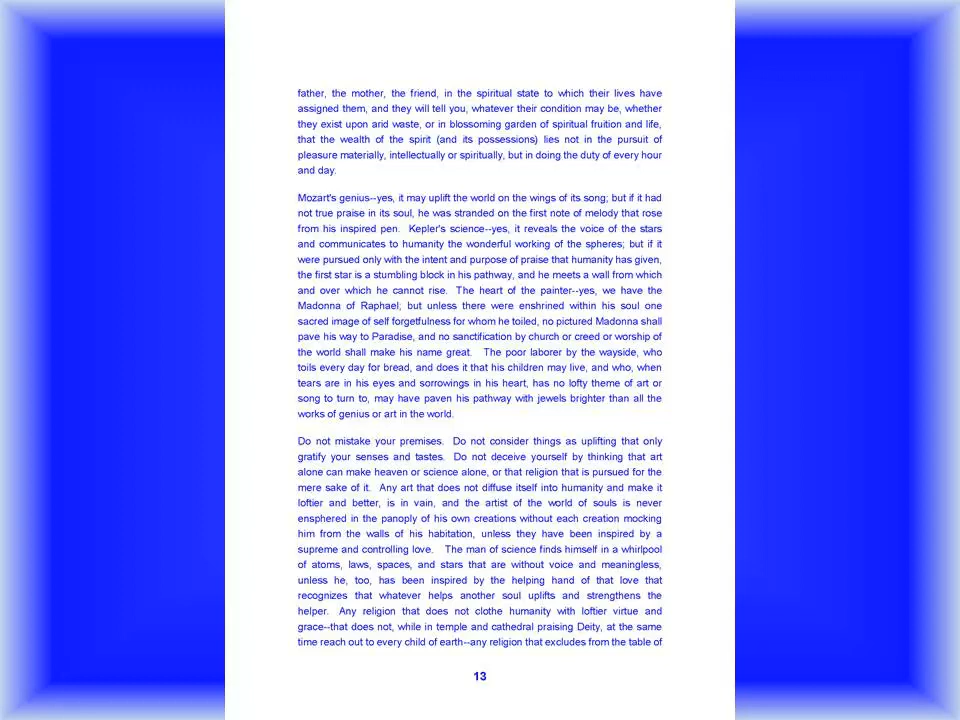 father, the mother, the friend, in the spiritual state to which their lives have
assigned them, and they will tell you, whatever their condition may be, whether
they exist upon arid waste, or in blossoming garden of spiritual fruition and life,
that the wealth of the spirit (and its possessions) lies not in the pursuit of
pleasure materially, intellectually or spiritually, but in doing the duty of every hour
and day.
Mozart's genius--yes, it may uplift the world on the wings of its song; but if it had
not true praise in its soul, he was stranded on the first note of melody that rose
from his inspired pen. Kepler's science--yes, it reveals the voice of the stars
and communicates to humanity the wonderful working of the spheres; but if it
were pursued only with the intent and purpose of praise that humanity has given,
the first star is a stumbling block in his pathway, and he meets a wall from which
and over which he cannot rise. The heart of the painter--yes, we have the
Madonna of Raphael; but unless there were enshrined within his soul one
sacred image of self forgetfulness for whom he toiled, no pictured Madonna shall
pave his way to Paradise, and no sanctification by church or creed or worship of
the world shall make his name great. The poor laborer by the wayside, who
toils every day for bread, and does it that his children may live, and who, when
tears are in his eyes and sorrowings in his heart, has no lofty theme of art or
song to turn to, may have paven his pathway with jewels brighter than all the
works of genius or art in the world.
Do not mistake your premises. Do not consider things as uplifting that only
gratify your senses and tastes. Do not deceive yourself by thinking that art
alone can make heaven or science alone, or that religion that is pursued for the
mere sake of it. Any art that does not diffuse itself into humanity and make it
loftier and better, is in vain, and the artist of the world of souls is never
ensphered in the panoply of his own creations without each creation mocking
him from the walls of his habitation, unless they have been inspired by a
supreme and controlling love. The man of science finds himself in a whirlpool
of atoms, laws, spaces, and stars that are without voice and meaningless,
unless he, too, has been inspired by the helping hand of that love that
recognizes that whatever helps another soul uplifts and strengthens the
helper. Any religion that does not clothe humanity with loftier virtue and
grace--that does not, while in temple and cathedral praising Deity, at the same
time reach out to every child of earth--any religion that excludes from the table of
13